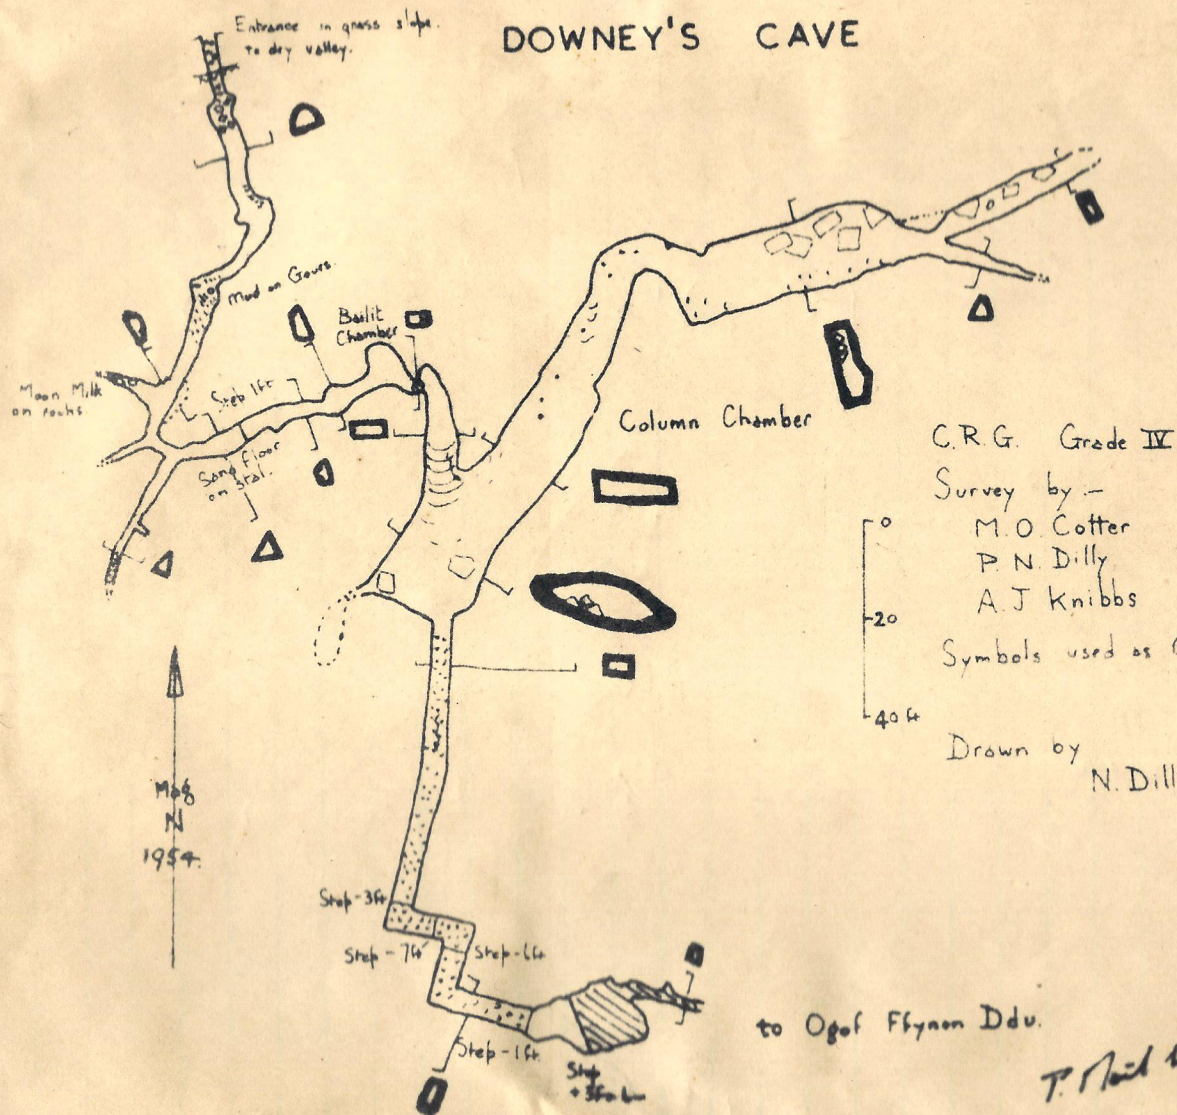 DOWNEY'S CAVE
Entrance in grass slope.
to dry valley.
Mud on Gours.
Bailit
Chamber
Moon Milk
on rocks.
Step 1ft
Sand floor
on stal.
Column Chamber
C.R.G. Grade IV
Survey by :-
M.O. Cotter
P.N. Dilly
A.J Knibbs
0
20
40 ft
Symbols used as
Drawn by
N. Dill
Mag
N
1954.
Step-3ft
Step-7ft
Step-6ft
Step-1ft.
Step
to Ogof Ffynon Ddu.